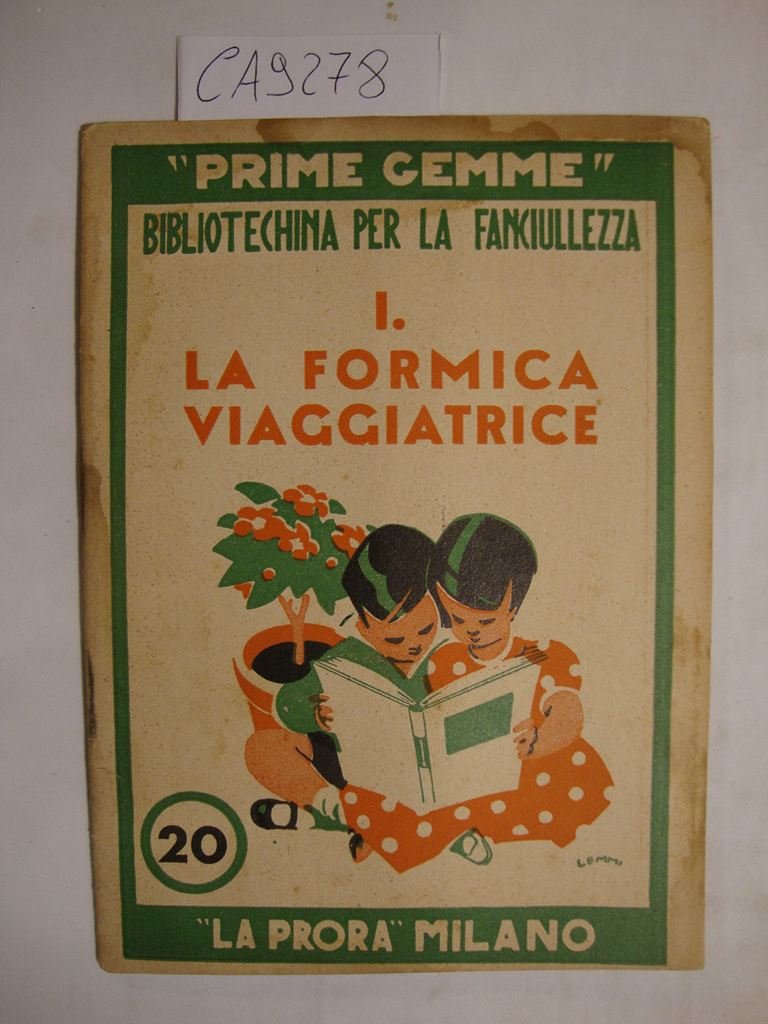 CA9278
"PRIME GEMME"
BIBLIOTECHINA PER LA FANCIULLEZZA
I.
LA FORMICA
VIAGGIATRICE
LEMMI
20
"LA PRORA" MILANO